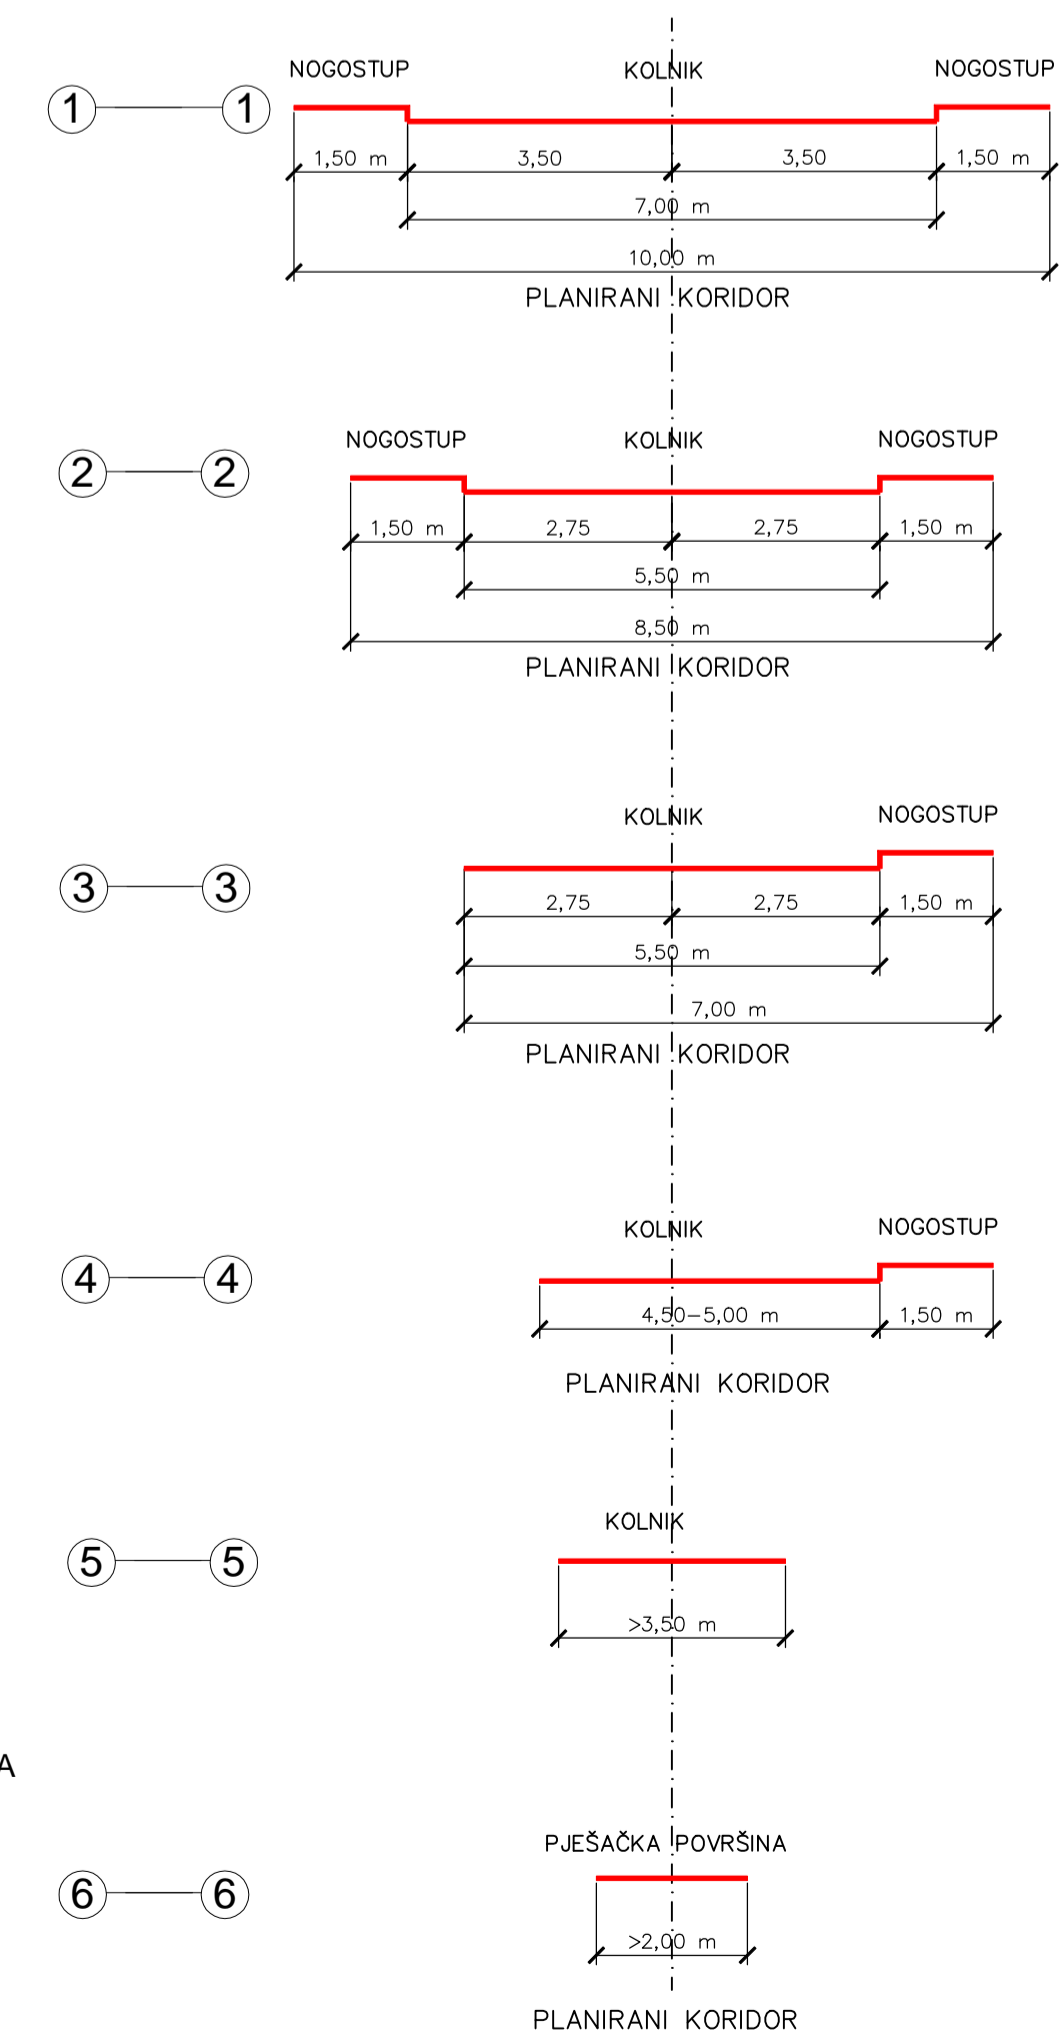 NOGOSTUP KOLNIK NOGOSTUP
1 1
1,50 m 3,50 3,50 1,50 m
7,00 m
10,00 m
PLANIRANI KORIDOR
NOGOSTUP KOLNIK NOGOSTUP
2 2
1,50 m 2,75 2,75 1,50 m
5,50 m
8,50 m
PLANIRANI KORIDOR
KOLNIK NOGOSTUP
3 3
2,75 2,75 1,50 m
5,50 m
7,00 m
PLANIRANI KORIDOR
KOLNIK NOGOSTUP
4 4
4,50-5,00 m 1,50 m
PLANIRANI KORIDOR
KOLNIK
5 5
>3,50 m
A
PJEŠAČKA POVRŠINA
6 6
>2,00 m
PLANIRANI KORIDOR